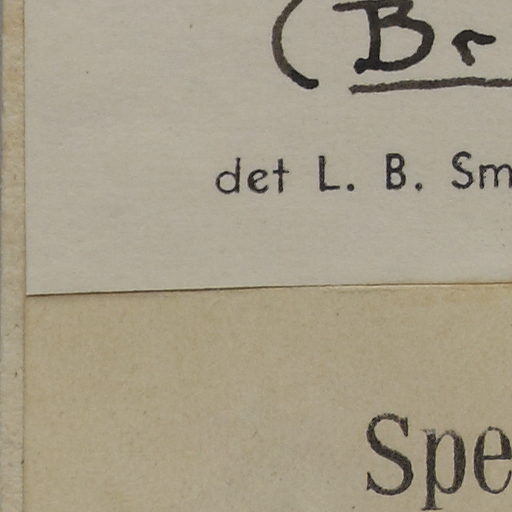 (Br
det L. B. Sm
Spe